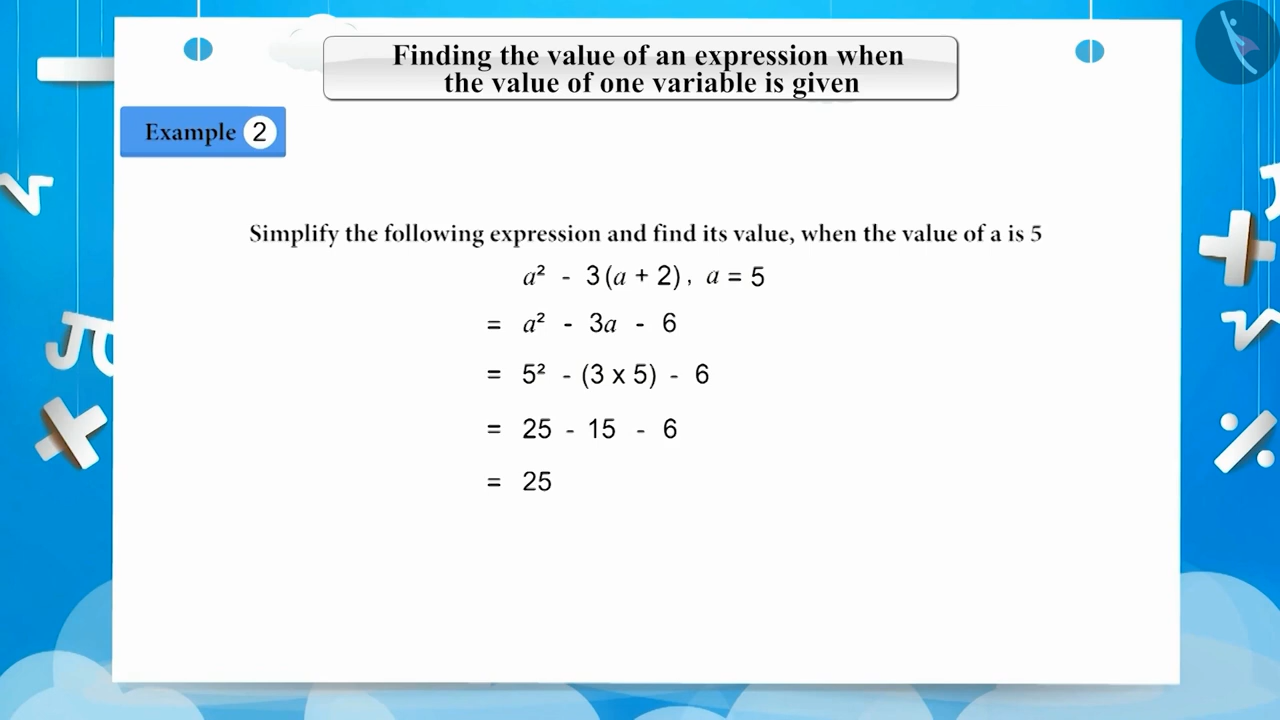 Finding the value of an expression when
the value of one variable is given
Example 2
Simplify the following expression and find its value, when the value of a is 5
a² - 3(a + 2), a = 5
= a² - 3a - 6
= 5² - (3 x 5) - 6
= 25 - 15 - 6
= 25